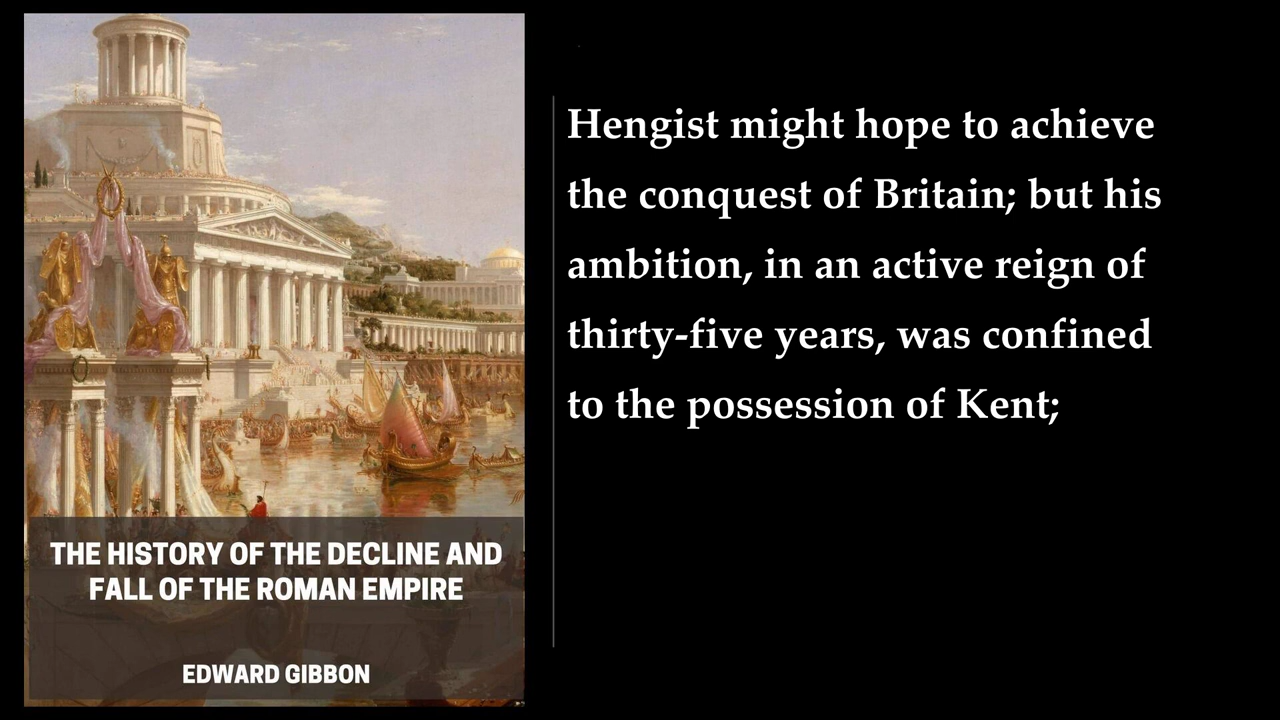 Hengist might hope to achieve
the conquest of Britain; but his
ambition, in an active reign of
thirty-five years, was confined
to the possession of Kent;
THE HISTORY OF THE DECLINE AND
FALL OF THE ROMAN EMPIRE
EDWARD GIBBON